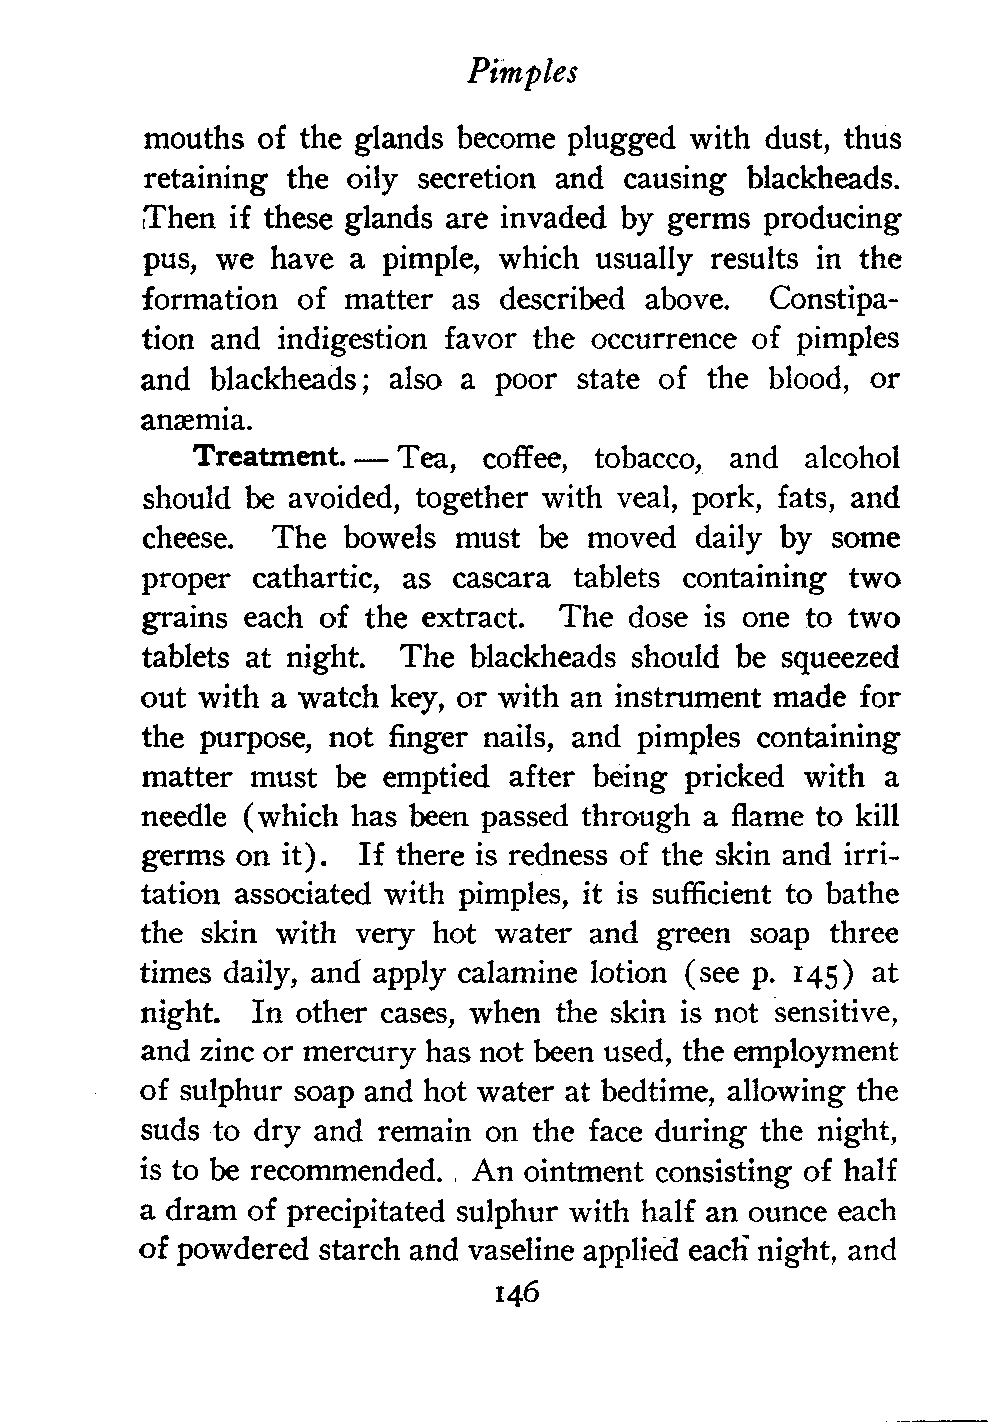 Pimples
mouths of the glands become plugged with dust, thus
retaining the oily secretion and causing blackheads.
Then if these glands are invaded by germs producing
pus, we have a pimple, which usually results in the
formation of matter as described above. Constipa-
tion and indigestion favor the occurrence of pimples
and blackheads; also a poor state of the blood, or
anæmia.
Treatment. — Tea, coffee, tobacco, and alcohol
should be avoided, together with veal, pork, fats, and
cheese. The bowels must be moved daily by some
proper cathartic, as cascara tablets containing two
grains each of the extract. The dose is one to two
tablets at night. The blackheads should be squeezed
out with a watch key, or with an instrument made for
the purpose, not finger nails, and pimples containing
matter must be emptied after being pricked with a
needle (which has been passed through a flame to kill
germs on it). If there is redness of the skin and irri-
tation associated with pimples, it is sufficient to bathe
the skin with very hot water and green soap three
times daily, and apply calamine lotion (see p. 145) at
night. In other cases, when the skin is not sensitive,
and zinc or mercury has not been used, the employment
of sulphur soap and hot water at bedtime, allowing the
suds to dry and remain on the face during the night,
is to be recommended. An ointment consisting of half
a dram of precipitated sulphur with half an ounce each
of powdered starch and vaseline applied each night, and
146